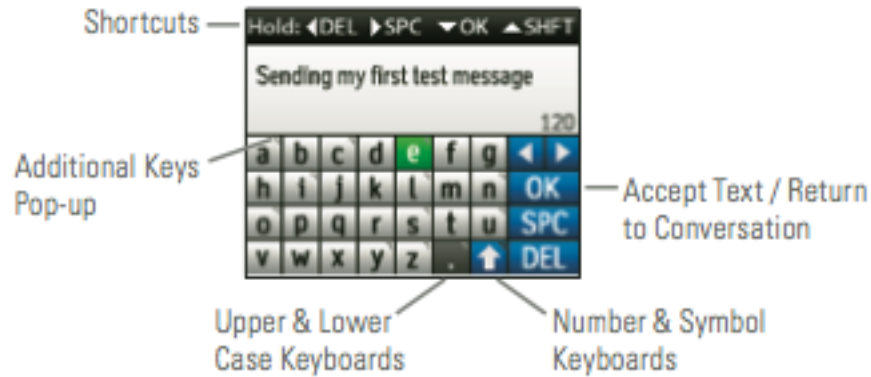 Shortcuts
Hold: ◀DEL ▶SPC ▼OK ▲SHFT
Sending my first test message
120
Additional Keys
Pop-up
a b c d e f g ◀ ▶
h i j k l m n OK
o p q r s t u SPC
v w x y z . ⬆ DEL
Accept Text / Return
to Conversation
Upper & Lower
Case Keyboards
Number & Symbol
Keyboards